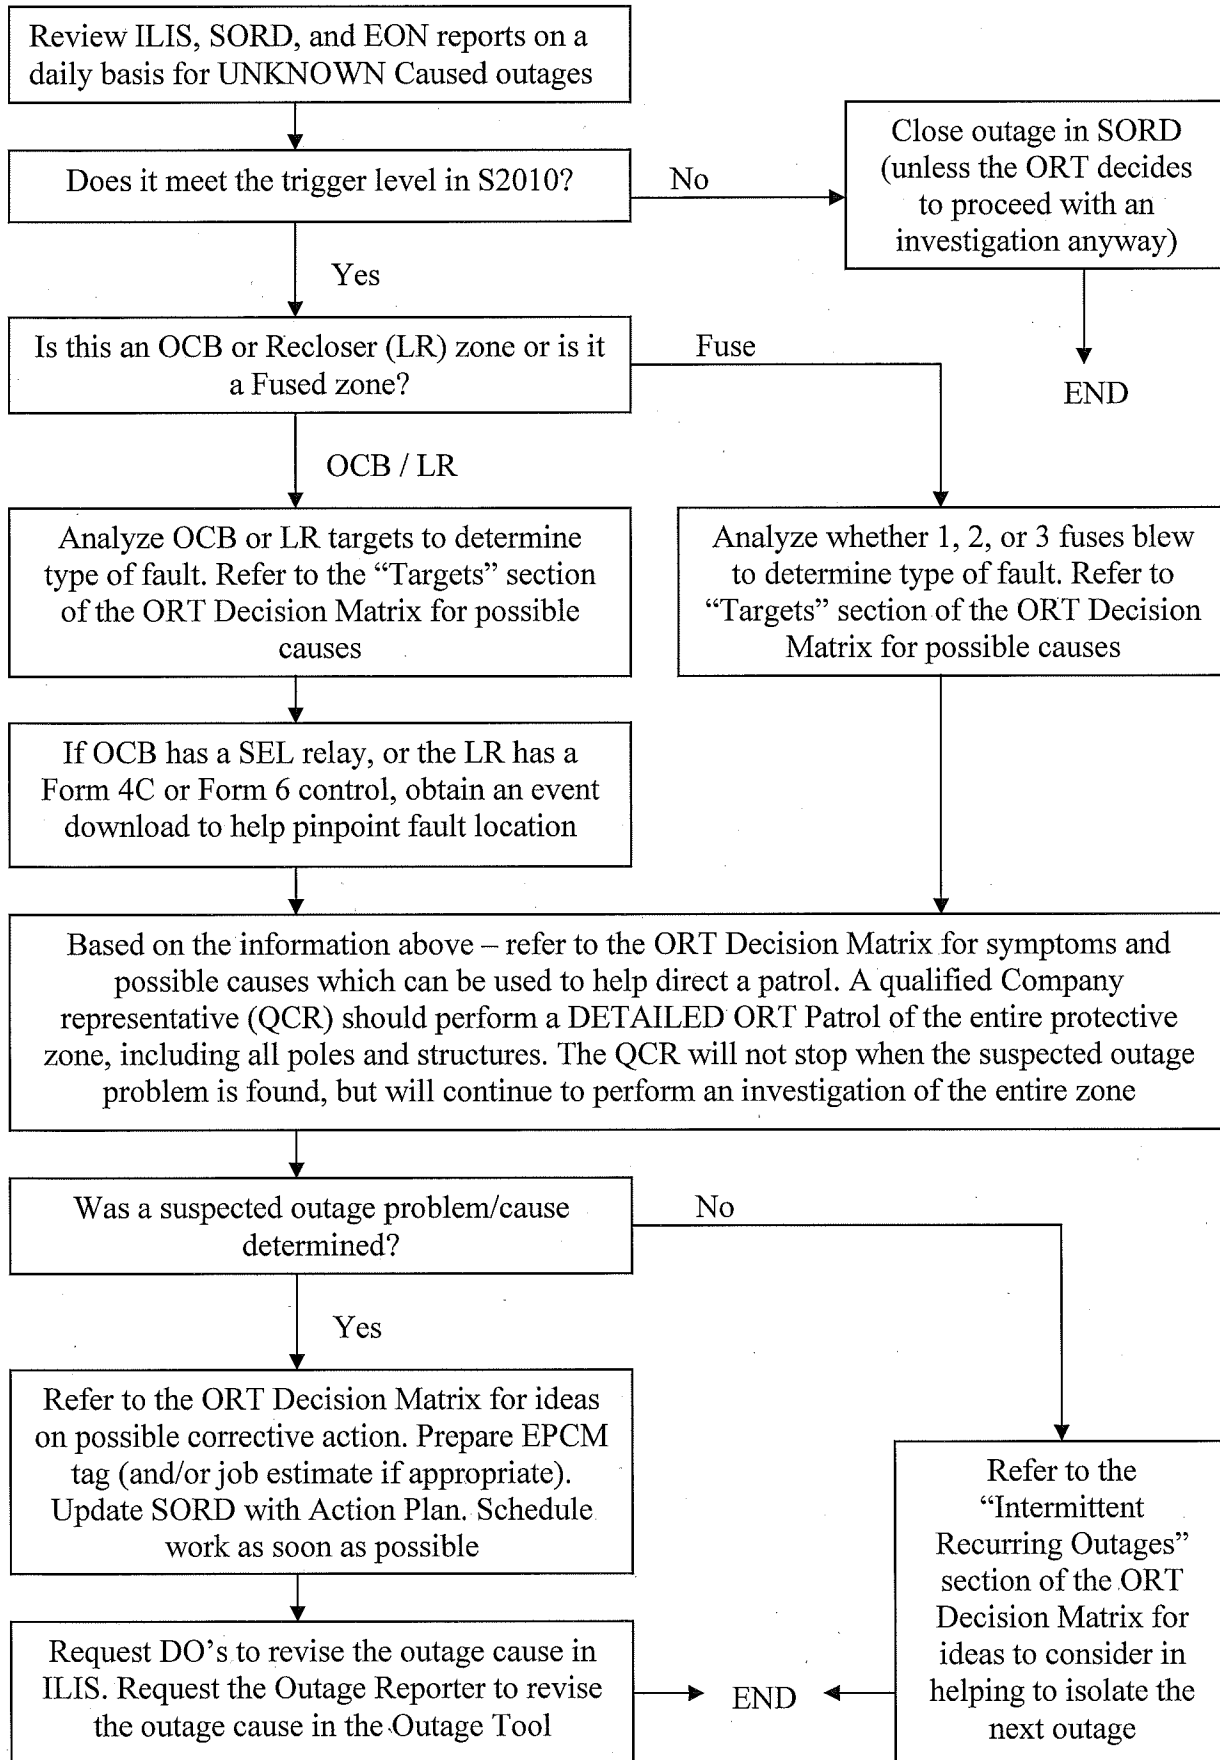 Review ILIS, SORD, and EON reports on a
daily basis for UNKNOWN Caused outages
Does it meet the trigger level in S2010?
No
Close outage in SORD
(unless the ORT decides
to proceed with an
investigation anyway)
END
Yes
Is this an OCB or Recloser (LR) zone or is it
a Fused zone?
Fuse
OCB / LR
Analyze OCB or LR targets to determine
type of fault. Refer to the “Targets” section
of the ORT Decision Matrix for possible
causes
Analyze whether 1, 2, or 3 fuses blew
to determine type of fault. Refer to
“Targets” section of the ORT Decision
Matrix for possible causes
If OCB has a SEL relay, or the LR has a
Form 4C or Form 6 control, obtain an event
download to help pinpoint fault location
Based on the information above – refer to the ORT Decision Matrix for symptoms and
possible causes which can be used to help direct a patrol. A qualified Company
representative (QCR) should perform a DETAILED ORT Patrol of the entire protective
zone, including all poles and structures. The QCR will not stop when the suspected outage
problem is found, but will continue to perform an investigation of the entire zone
Was a suspected outage problem/cause
determined?
No
Yes
Refer to the ORT Decision Matrix for ideas
on possible corrective action. Prepare EPCM
tag (and/or job estimate if appropriate).
Update SORD with Action Plan. Schedule
work as soon as possible
Request DO’s to revise the outage cause in
ILIS. Request the Outage Reporter to revise
the outage cause in the Outage Tool
END
Refer to the
“Intermittent
Recurring Outages”
section of the ORT
Decision Matrix for
ideas to consider in
helping to isolate the
next outage